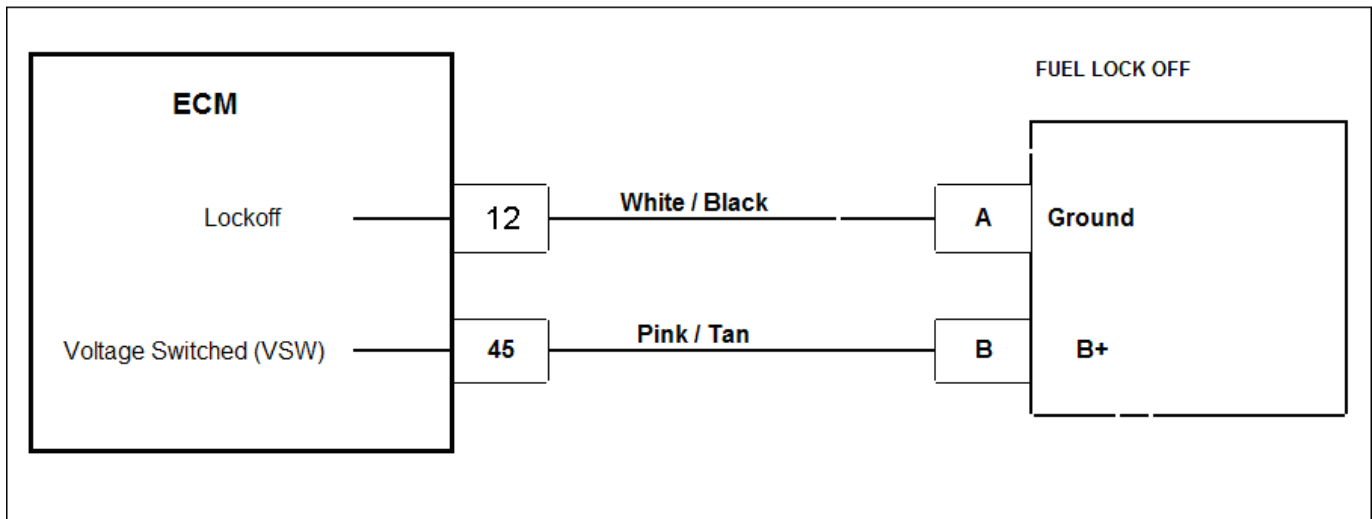 FUEL LOCK OFF
ECM
Lockoff
12
White / Black
A
Ground
Voltage Switched (VSW)
45
Pink / Tan
B
B+